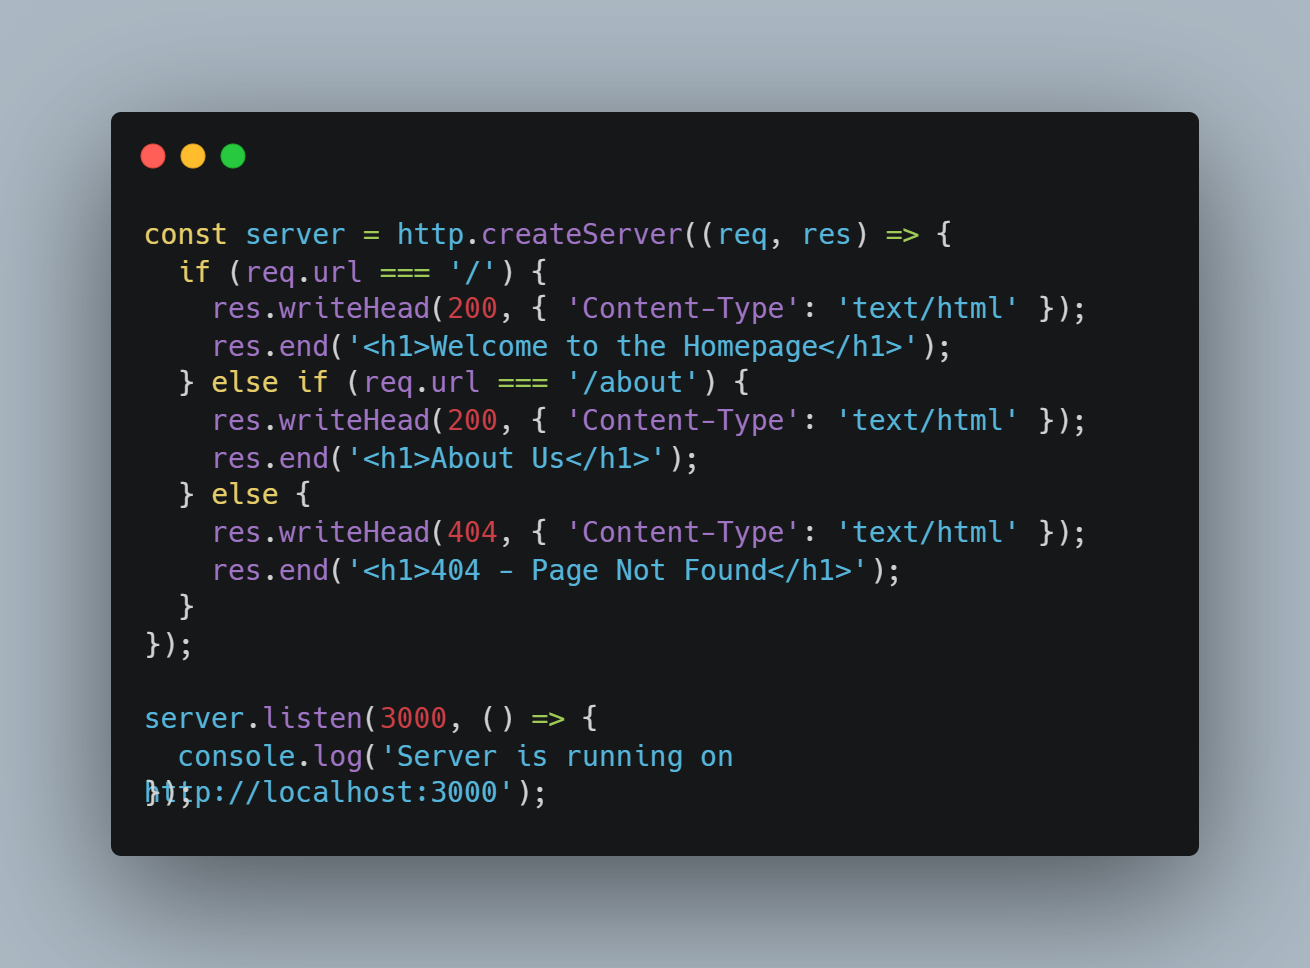 const server = http.createServer((req, res) => {
  if (req.url === '/') {
    res.writeHead(200, { 'Content-Type': 'text/html' });
    res.end('<h1>Welcome to the Homepage</h1>');
  } else if (req.url === '/about') {
    res.writeHead(200, { 'Content-Type': 'text/html' });
    res.end('<h1>About Us</h1>');
  } else {
    res.writeHead(404, { 'Content-Type': 'text/html' });
    res.end('<h1>404 - Page Not Found</h1>');
  }
});

server.listen(3000, () => {
  console.log('Server is running on
http://localhost:3000');
});